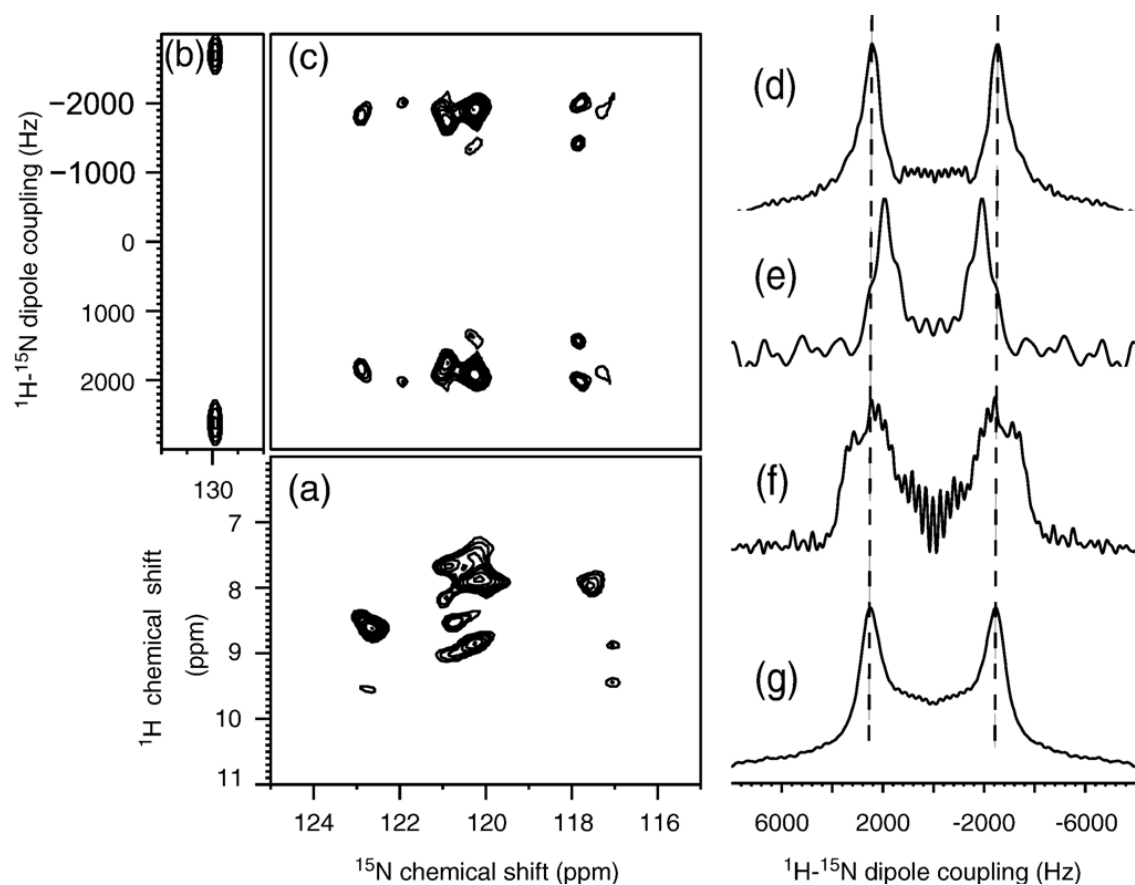 (b)
(c)
−2000
−1000
0
1000
2000
¹H-¹⁵N dipole coupling (Hz)
130
(a)
7
8
9
10
11
¹H chemical shift
(ppm)
124 122 120 118 116
¹⁵N chemical shift (ppm)
(d)
(e)
(f)
(g)
6000 2000 -2000 -6000
¹H-¹⁵N dipole coupling (Hz)